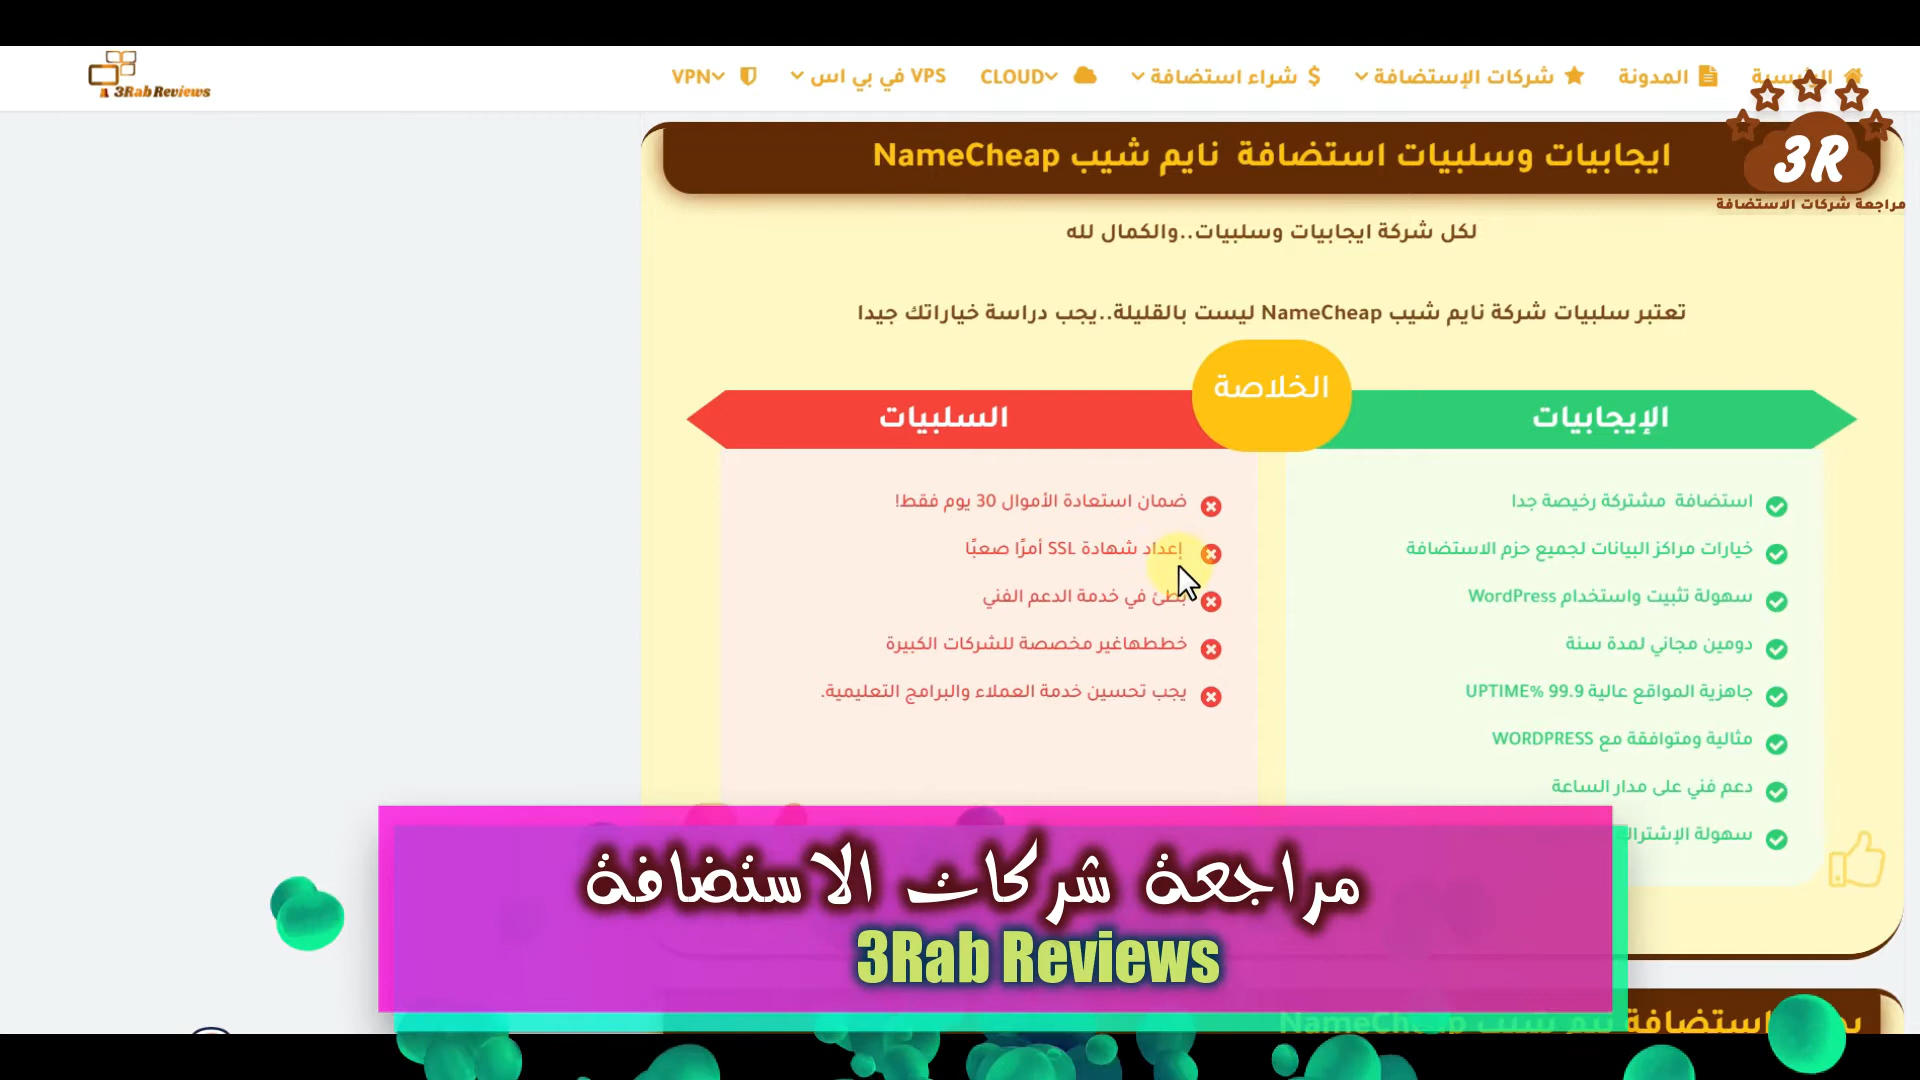 3Rab Reviews
المدونة
شركات الإستضافة
شراء استضافة
CLOUD
VPS في بي اس
VPN
3R
مراجعة شركات الاستضافة
ايجابيات وسلبيات استضافة نايم شيب NameCheap
لكل شركة ايجابيات وسلبيات..والكمال لله
تعتبر سلبيات شركة نايم شيب NameCheap ليست بالقليلة..يجب دراسة خياراتك جيدا
الخلاصة
الإيجابيات
استضافة مشتركة رخيصة جدا
خيارات مراكز البيانات لجميع حزم الاستضافة
سهولة تثبيت واستخدام WordPress
دومين مجاني لمدة سنة
جاهزية المواقع عالية UPTIME% 99.9
مثالية ومتوافقة مع WORDPRESS
دعم فني على مدار الساعة
سهولة
السلبيات
ضمان استعادة الأموال 30 يوم فقط!
إعداد شهادة SSL أمرًا صعبًا
بطئ في خدمة الدعم الفني
خططهاغير مخصصة للشركات الكبيرة
يجب تحسين خدمة العملاء والبرامج التعليمية.
مراجعة شركات الاستضافة
3Rab Reviews
استضافة